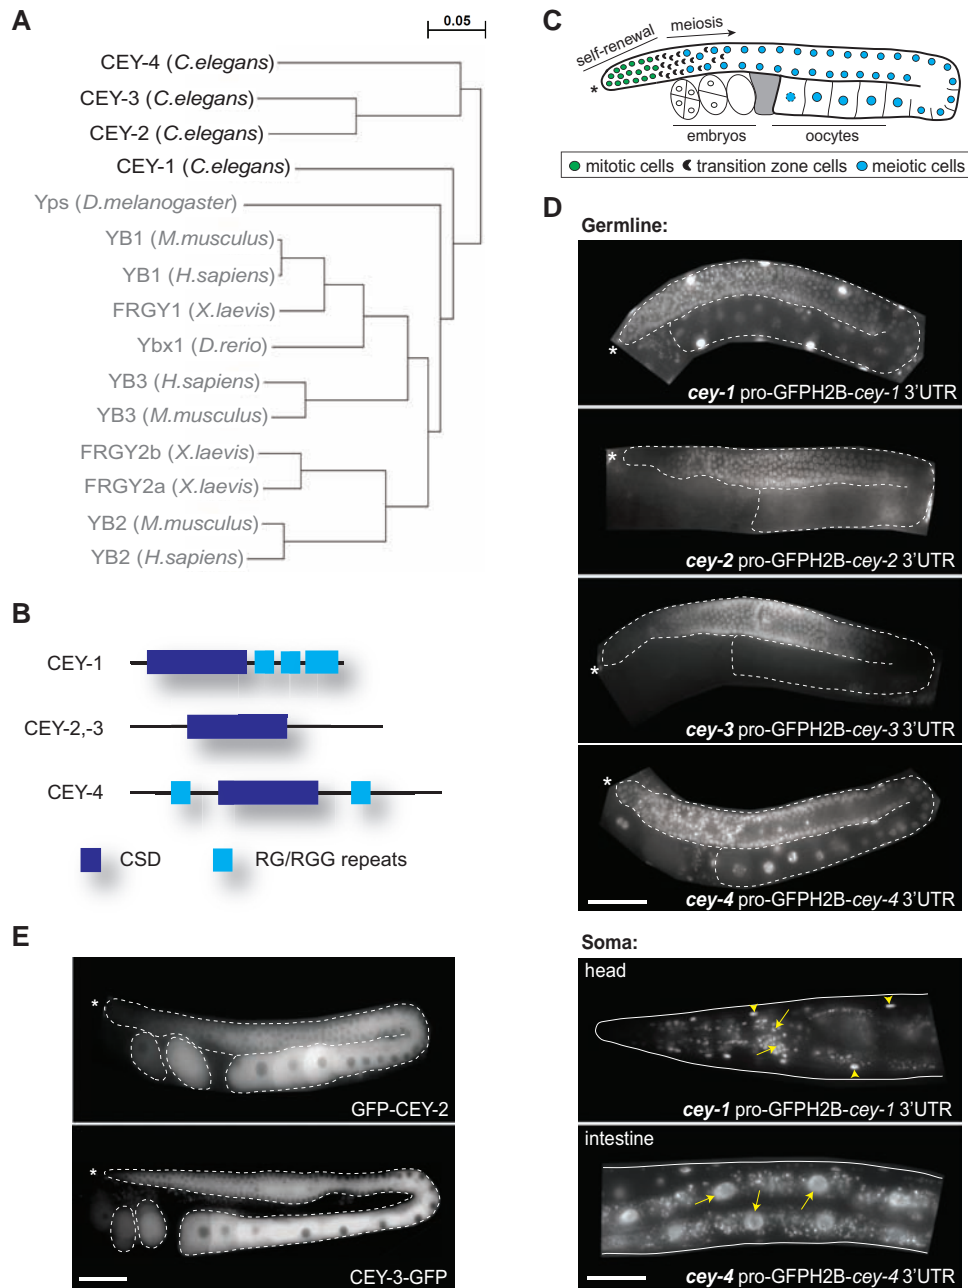 A
0.05
CEY-4 (C.elegans)
CEY-3 (C.elegans)
CEY-2 (C.elegans)
CEY-1 (C.elegans)
Yps (D.melanogaster)
YB1 (M.musculus)
YB1 (H.sapiens)
FRGY1 (X.laevis)
Ybx1 (D.rerio)
YB3 (H.sapiens)
YB3 (M.musculus)
FRGY2b (X.laevis)
FRGY2a (X.laevis)
YB2 (M.musculus)
YB2 (H.sapiens)
B
CEY-1
CEY-2,-3
CEY-4
CSD
RG/RGG repeats
C
self-renewal
meiosis
*
embryos
oocytes
mitotic cells
transition zone cells
meiotic cells
D
Germline:
*
cey-1 pro-GFPH2B-cey-1 3'UTR
*
cey-2 pro-GFPH2B-cey-2 3'UTR
*
cey-3 pro-GFPH2B-cey-3 3'UTR
*
cey-4 pro-GFPH2B-cey-4 3'UTR
Soma:
head
cey-1 pro-GFPH2B-cey-1 3'UTR
intestine
cey-4 pro-GFPH2B-cey-4 3'UTR
E
*
GFP-CEY-2
*
CEY-3-GFP